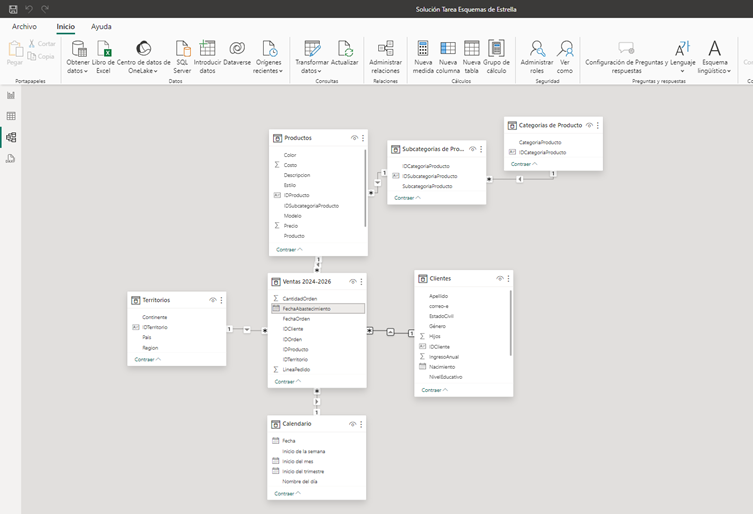 Solución Tarea Esquemas de Estrella
Archivo Inicio Ayuda
Pegar
Cortar
Copia
Portapapeles
Obtener datos
Libro de Excel
Centro de datos de OneLake
SQL Server
Introducir datos
Dataverse
Orígenes recientes
Datos
Transformar datos
Actualizar
Consultas
Administrar relaciones
Relaciones
Nueva medida
Nueva columna
Nueva tabla
Grupo de cálculo
Cálculos
Administrar roles
Ver como
Seguridad
Configuración de Preguntas y respuestas
Lenguaje
Esquema lingüístico
Preguntas y respuestas
Productos
Color
Costo
Descripcion
Estilo
IDProducto
IDSubcategoriaProducto
Modelo
Precio
Producto
Contraer
Subcategorías de Pro...
IDCategoriaProducto
IDSubcategoriaProducto
SubcategoriaProducto
Contraer
Categorías de Producto
CategoriaProducto
IDCategoriaProducto
Contraer
1
*
1
*
1
*
Territorios
Continente
IDTerritorio
País
Region
Contraer
1
*
Ventas 2024-2026
CantidadOrden
FechaAbastecimiento
FechaOrden
IDCliente
IDOrden
IDProducto
IDTerritorio
LineaPedido
Contraer
*
1
Clientes
Apellido
correo-e
EstadoCivil
Género
Hijos
IDCliente
IngresoAnual
Nacimiento
NivelEducativo
Contraer
*
1
Calendario
Fecha
Inicio de la semana
Inicio del mes
Inicio del trimestre
Nombre del día
Contraer